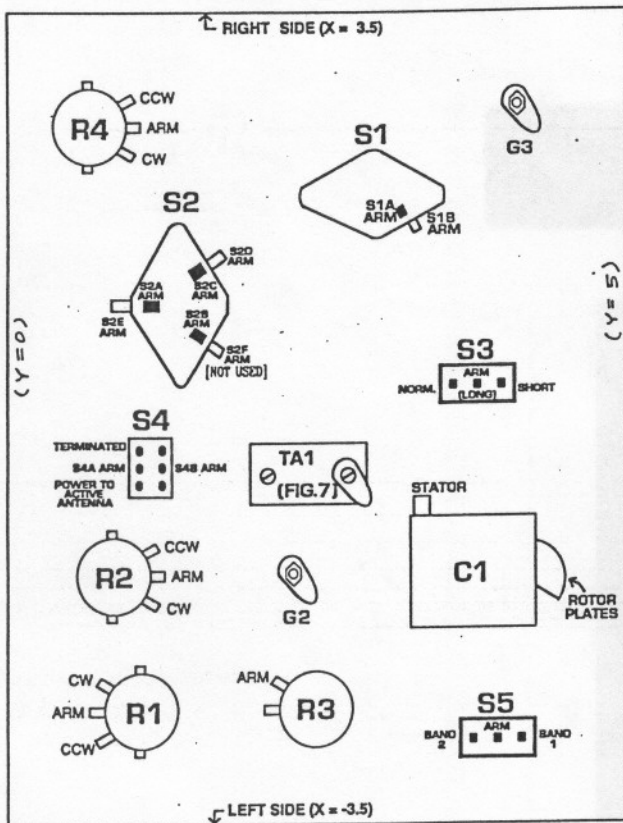 RIGHT SIDE (X = 3.5)
R4
CCW
ARM
CW
S1
S1A
ARM
S1B
ARM
G3
S2
S2D
ARM
S2C
ARM
S2A
ARM
S2E
ARM
S2B
ARM
S2F
ARM
[NOT USED]
(Y=0)
(Y=5)
S3
ARM
NORM.
(LONG)
SHORT
S4
TERMINATED
S4A ARM
S4B ARM
POWER TO
ACTIVE
ANTENNA
TA1
(FIG.7)
STATOR
C1
ROTOR
PLATES
R2
CCW
ARM
CW
G2
R1
CW
ARM
CCW
R3
ARM
S5
ARM
BAND
2
BAND
1
LEFT SIDE (X = -3.5)